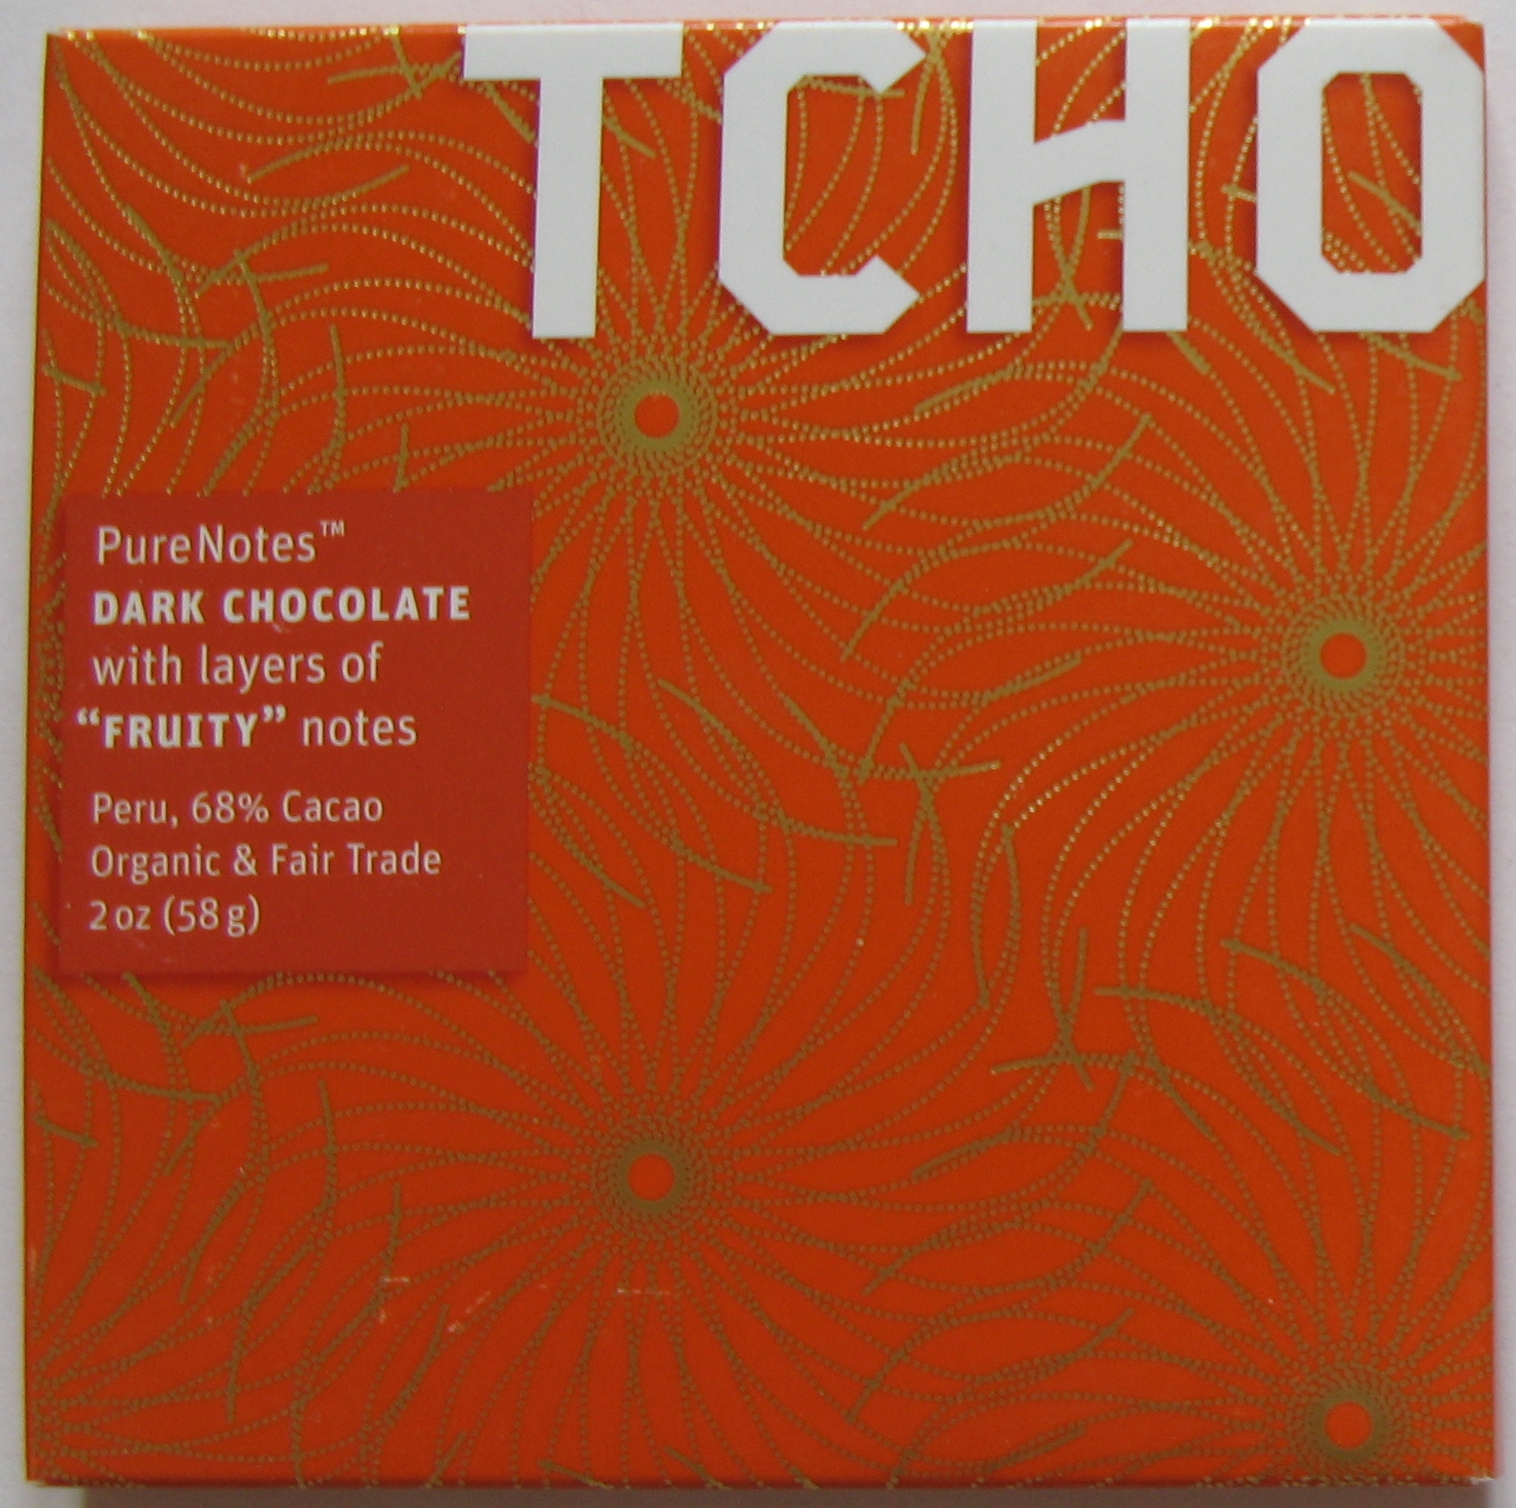 TCHO
PureNotes™
DARK CHOCOLATE
with layers of
“FRUITY” notes
Peru, 68% Cacao
Organic & Fair Trade
2 oz (58 g)